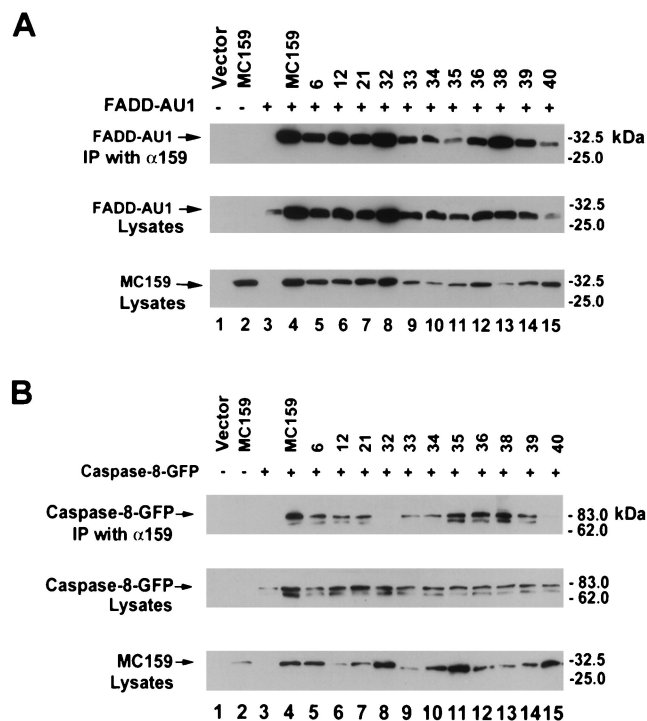 A
Vector MC159 MC159 6 12 21 32 33 34 35 36 38 39 40
FADD-AU1 - - + + + + + + + + + + + + +
FADD-AU1
IP with α159
-32.5 kDa
-25.0
FADD-AU1
Lysates
-32.5
-25.0
MC159
Lysates
-32.5
-25.0
1 2 3 4 5 6 7 8 9 10 11 12 13 14 15
B
Vector MC159 MC159 6 12 21 32 33 34 35 36 38 39 40
Caspase-8-GFP - - + + + + + + + + + + + + +
Caspase-8-GFP
IP with α159
- 83.0 kDa
- 62.0
Caspase-8-GFP
Lysates
- 83.0
- 62.0
MC159
Lysates
-32.5
-25.0
1 2 3 4 5 6 7 8 9 10 11 12 13 14 15